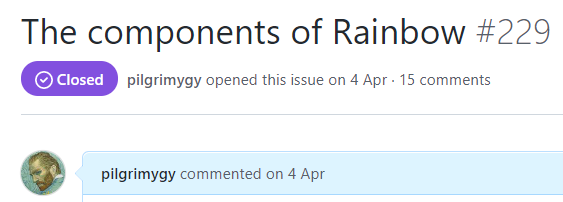 The components of Rainbow #229
Closed pilgrimygy opened this issue on 4 Apr · 15 comments
pilgrimygy commented on 4 Apr